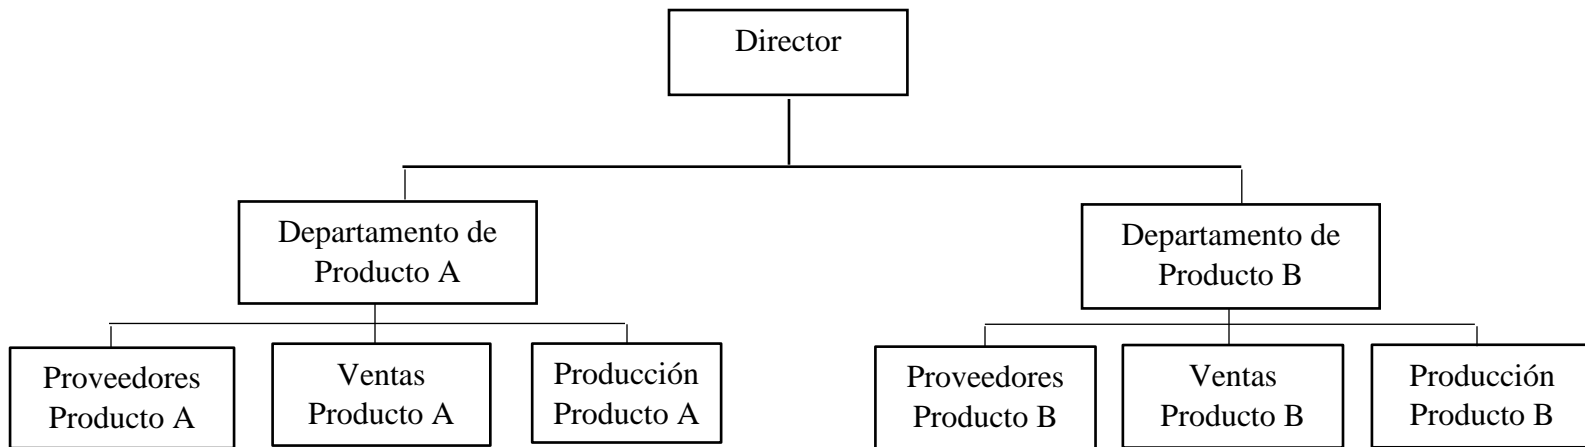 Director
Departamento de
Producto A
Departamento de
Producto B
Proveedores
Producto A
Ventas
Producto A
Producción
Producto A
Proveedores
Producto B
Ventas
Producto B
Producción
Producto B